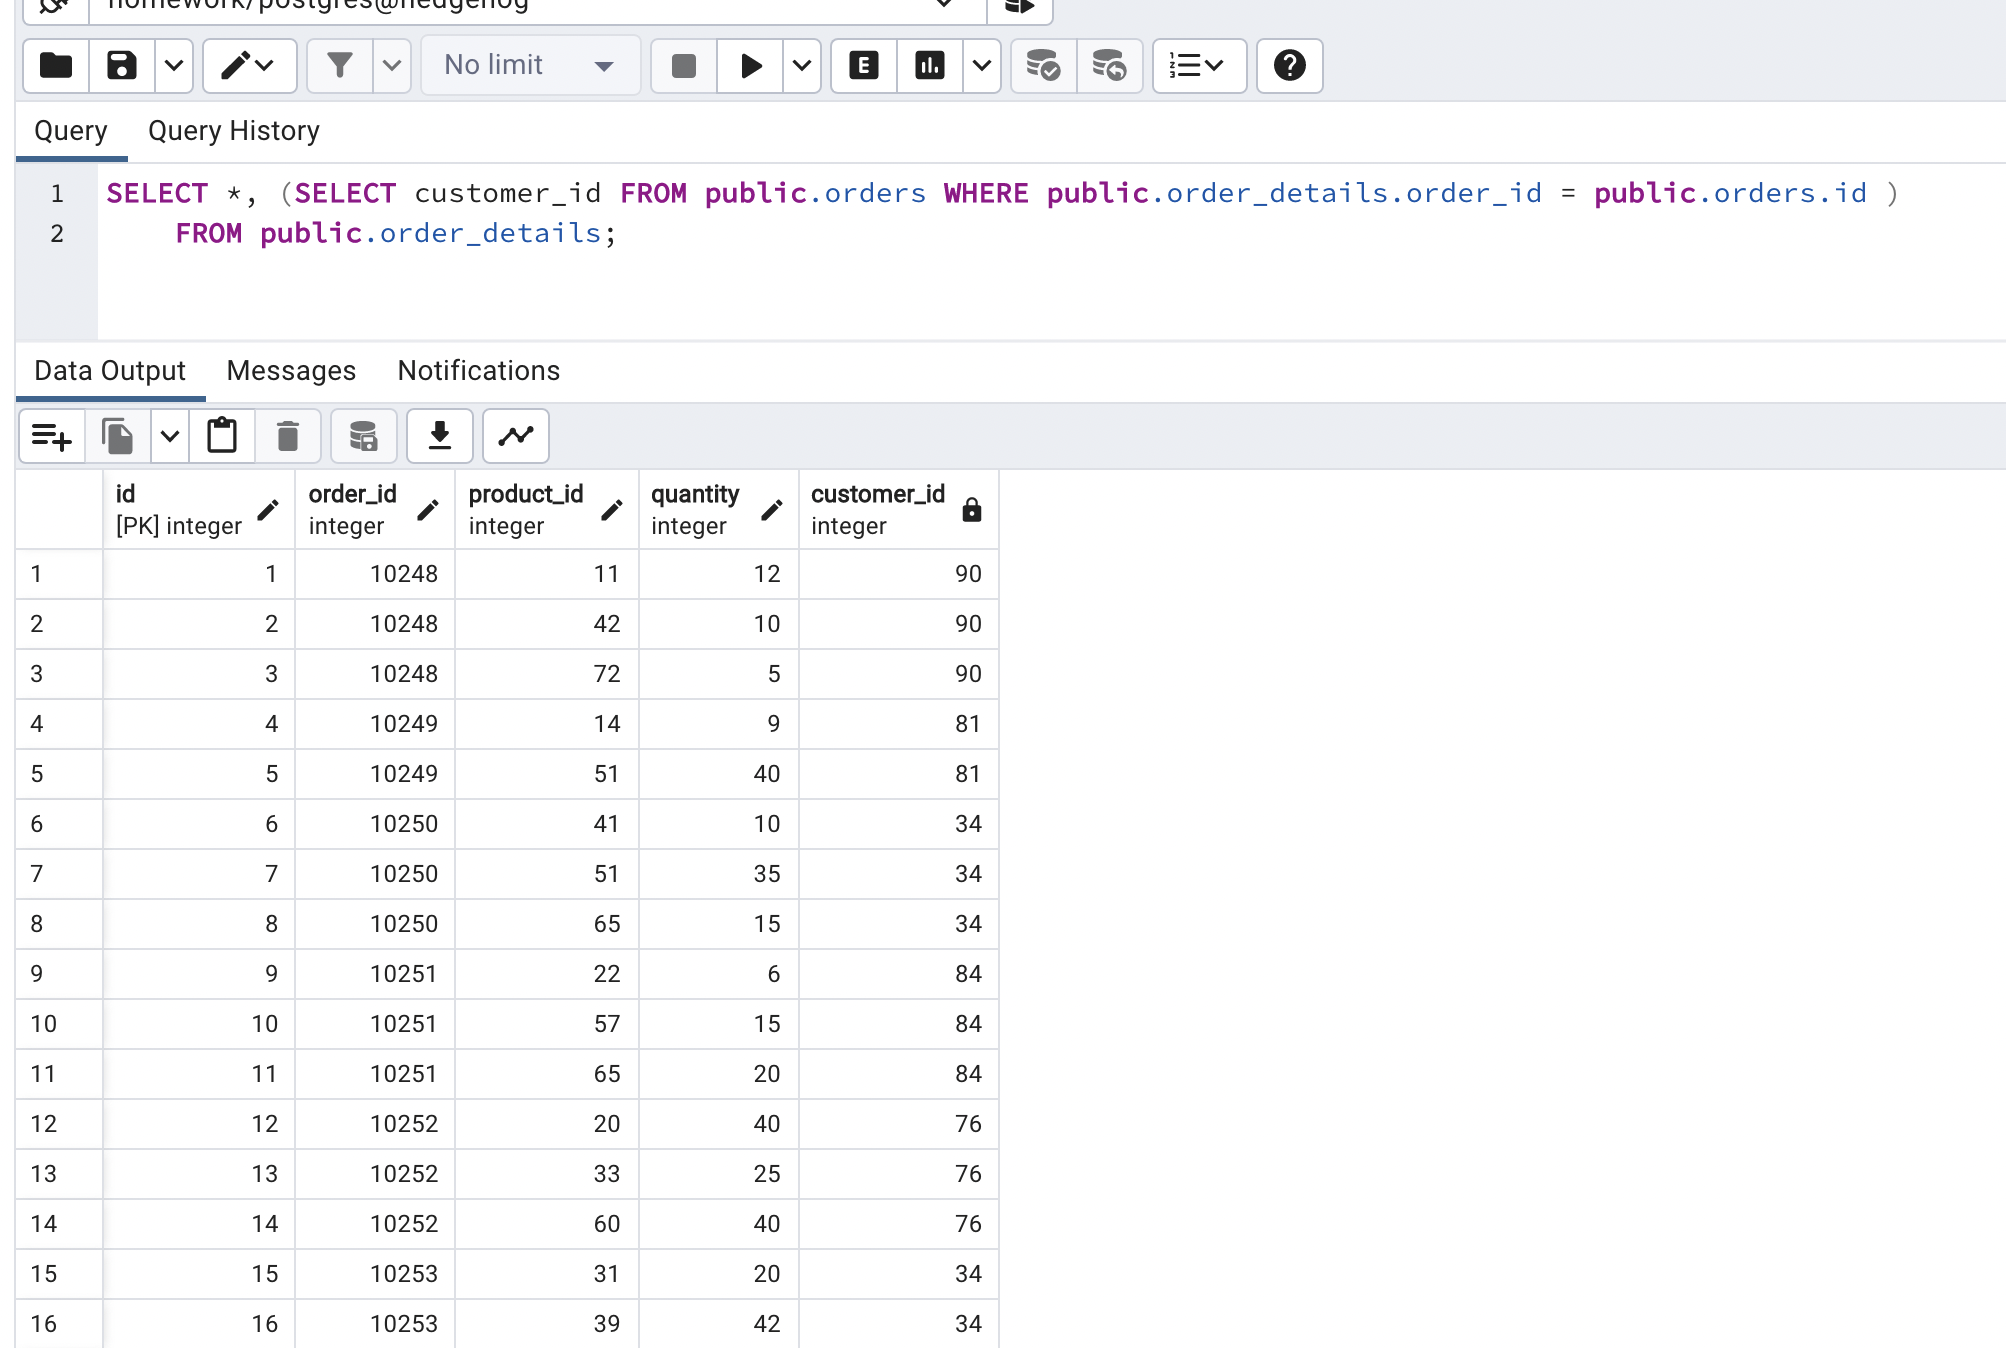 homework/postgres@hedgehog
No limit
E
Query Query History
1 SELECT *, (SELECT customer_id FROM public.orders WHERE public.order_details.order_id = public.orders.id )
2 FROM public.order_details;
Data Output Messages Notifications
id order_id product_id quantity customer_id
[PK] integer integer integer integer integer
1 1 10248 11 12 90
2 2 10248 42 10 90
3 3 10248 72 5 90
4 4 10249 14 9 81
5 5 10249 51 40 81
6 6 10250 41 10 34
7 7 10250 51 35 34
8 8 10250 65 15 34
9 9 10251 22 6 84
10 10 10251 57 15 84
11 11 10251 65 20 84
12 12 10252 20 40 76
13 13 10252 33 25 76
14 14 10252 60 40 76
15 15 10253 31 20 34
16 16 10253 39 42 34